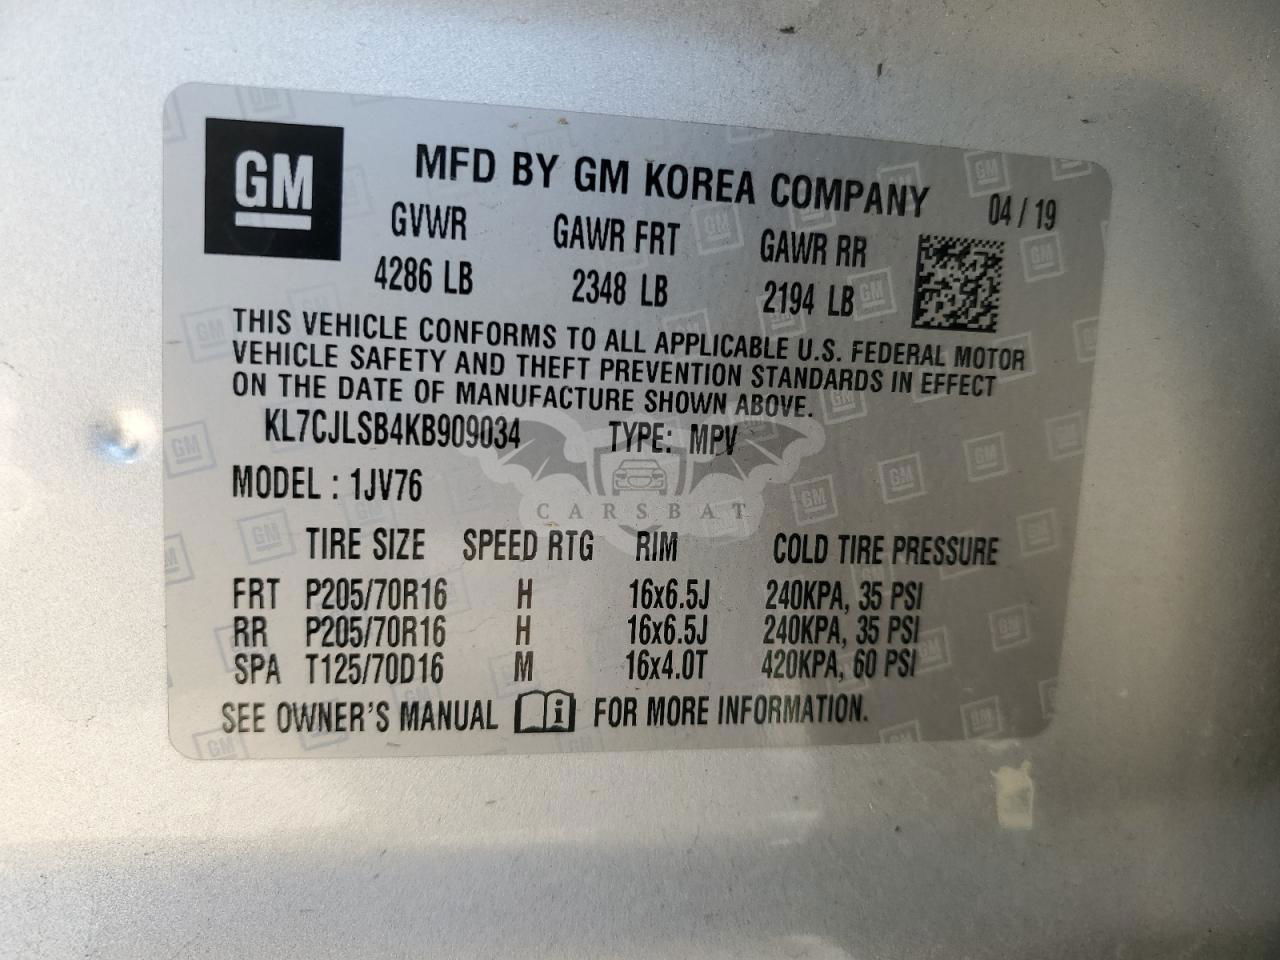 GM
MFD BY GM KOREA COMPANY 04 / 19
GVWR GAWR FRT GAWR RR
4286 LB 2348 LB 2194 LB
THIS VEHICLE CONFORMS TO ALL APPLICABLE U.S. FEDERAL MOTOR
VEHICLE SAFETY AND THEFT PREVENTION STANDARDS IN EFFECT
ON THE DATE OF MANUFACTURE SHOWN ABOVE.
KL7CJLSB4KB909034 TYPE: MPV
MODEL : 1JV76
CARSBAT
TIRE SIZE SPEED RTG RIM COLD TIRE PRESSURE
FRT P205/70R16 H 16x6.5J 240KPA, 35 PSI
RR P205/70R16 H 16x6.5J 240KPA, 35 PSI
SPA T125/70D16 M 16x4.0T 420KPA, 60 PSI
SEE OWNER'S MANUAL i FOR MORE INFORMATION.